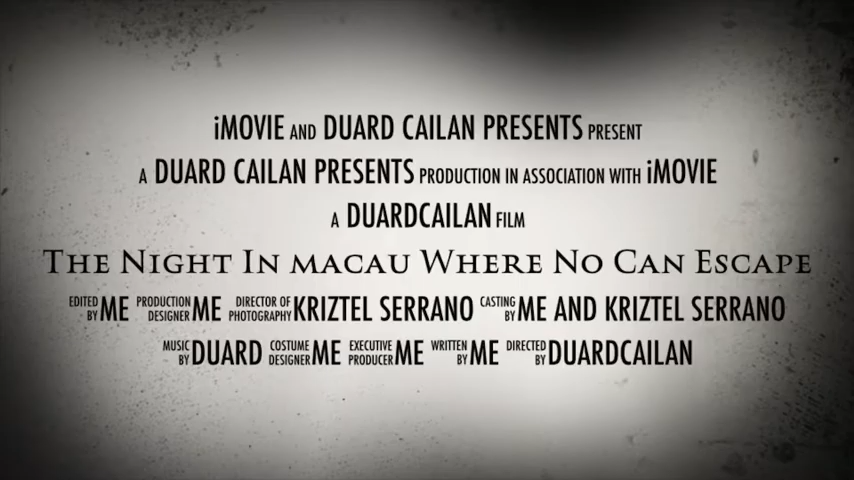 iMOVIE AND DUARD CAILAN PRESENTS PRESENT
A DUARD CAILAN PRESENTS PRODUCTION IN ASSOCIATION WITH iMOVIE
A DUARDCAILAN FILM
The Night In macau Where No Can Escape
EDITED BY ME PRODUCTION DESIGNER ME DIRECTOR OF PHOTOGRAPHY KRIZTEL SERRANO CASTING BY ME AND KRIZTEL SERRANO
MUSIC BY DUARD COSTUME DESIGNER ME EXECUTIVE PRODUCER ME WRITTEN BY ME DIRECTED BY DUARDCAILAN